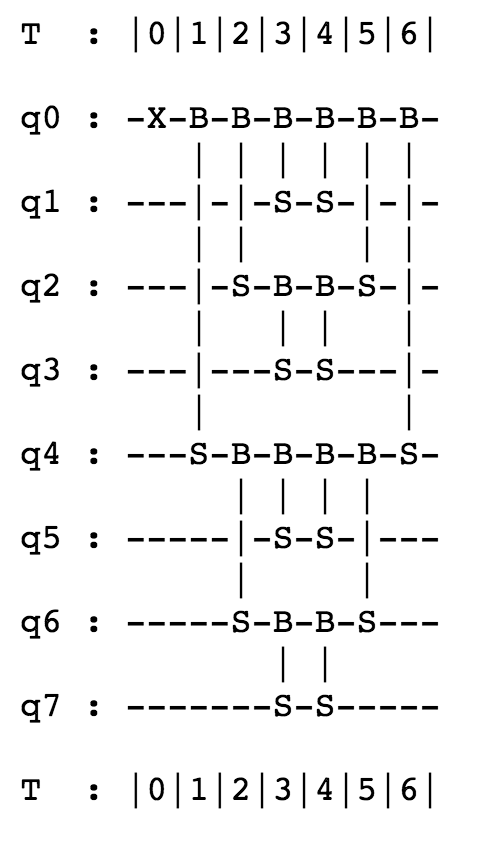 T  : |0|1|2|3|4|5|6|

q0 : -X-B-B-B-B-B-B-
        | | | | | |
q1 : ---|-|-S-S-|-|-
        | |     | |
q2 : ---|-S-B-B-S-|-
        |   | |   |
q3 : ---|---S-S---|-
        |         |
q4 : ---S-B-B-B-B-S-
          | | | |
q5 : -----|-S-S-|---
          |     |
q6 : -----S-B-B-S---
            | |
q7 : -------S-S-----

T  : |0|1|2|3|4|5|6|